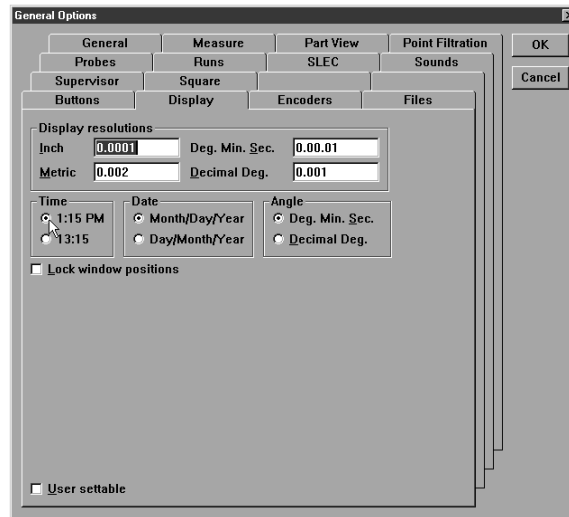 General Options
General Measure Part View Point Filtration
Probes Runs SLEC Sounds
Supervisor Square
Buttons Display Encoders Files
OK
Cancel
Display resolutions
Inch 0.0001 Deg. Min. Sec. 0.00.01
Metric 0.002 Decimal Deg. 0.001
Time Date Angle
1:15 PM Month/Day/Year Deg. Min. Sec.
13:15 Day/Month/Year Decimal Deg.
Lock window positions
User settable